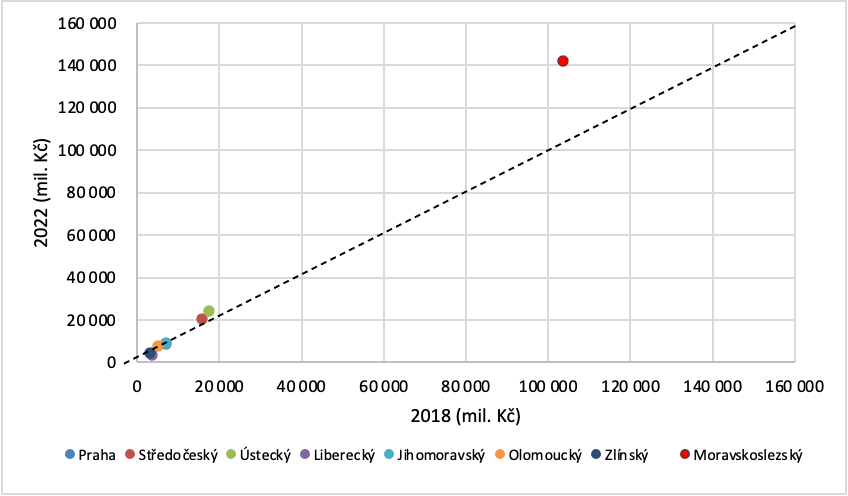 160 000
140 000
120 000
100 000
80 000
60 000
40 000
20 000
0
2022 (mil. Kč)
0 20 000 40 000 60 000 80 000 100 000 120 000 140 000 160 000
2018 (mil. Kč)
Praha Středočeský Ústecký Liberecký Jihomoravský Olomoucký Zlínský Moravskoslezský